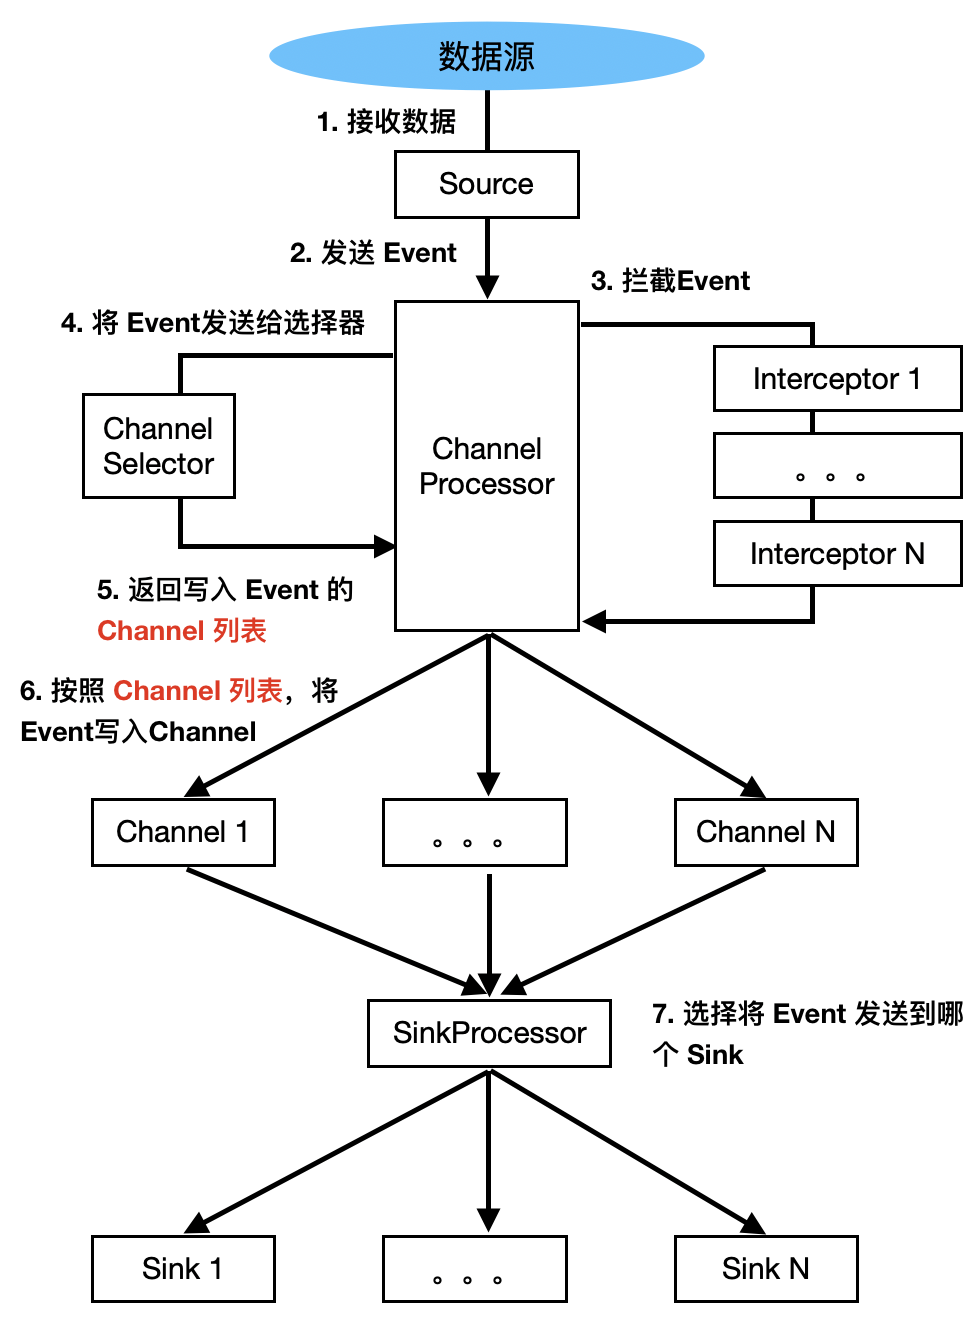 数据源
1. 接收数据
Source
2. 发送 Event
3. 拦截Event
4. 将 Event发送给选择器
Interceptor 1
Channel
Selector
Channel
Processor
。。。
Interceptor N
5. 返回写入 Event 的
Channel 列表
6. 按照 Channel 列表，将
Event写入Channel
Channel 1
。。。
Channel N
SinkProcessor
7. 选择将 Event 发送到哪
个 Sink
Sink 1
。。。
Sink N